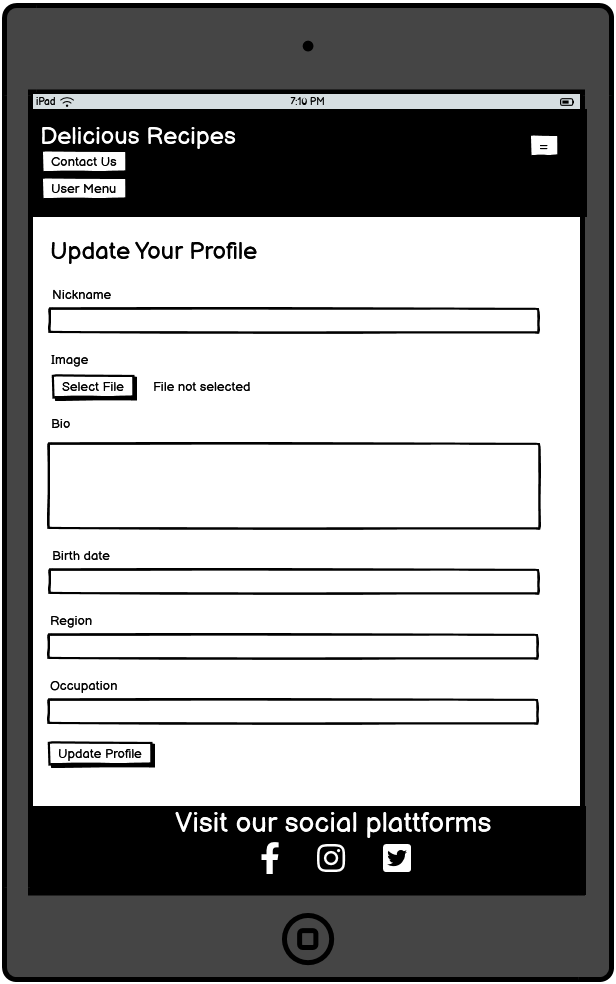 iPad 7:10 PM
Delicious Recipes
=
Contact Us
User Menu
Update Your Profile
Nickname
Image
Select File File not selected
Bio
Birth date
Region
Occupation
Update Profile
Visit our social plattforms